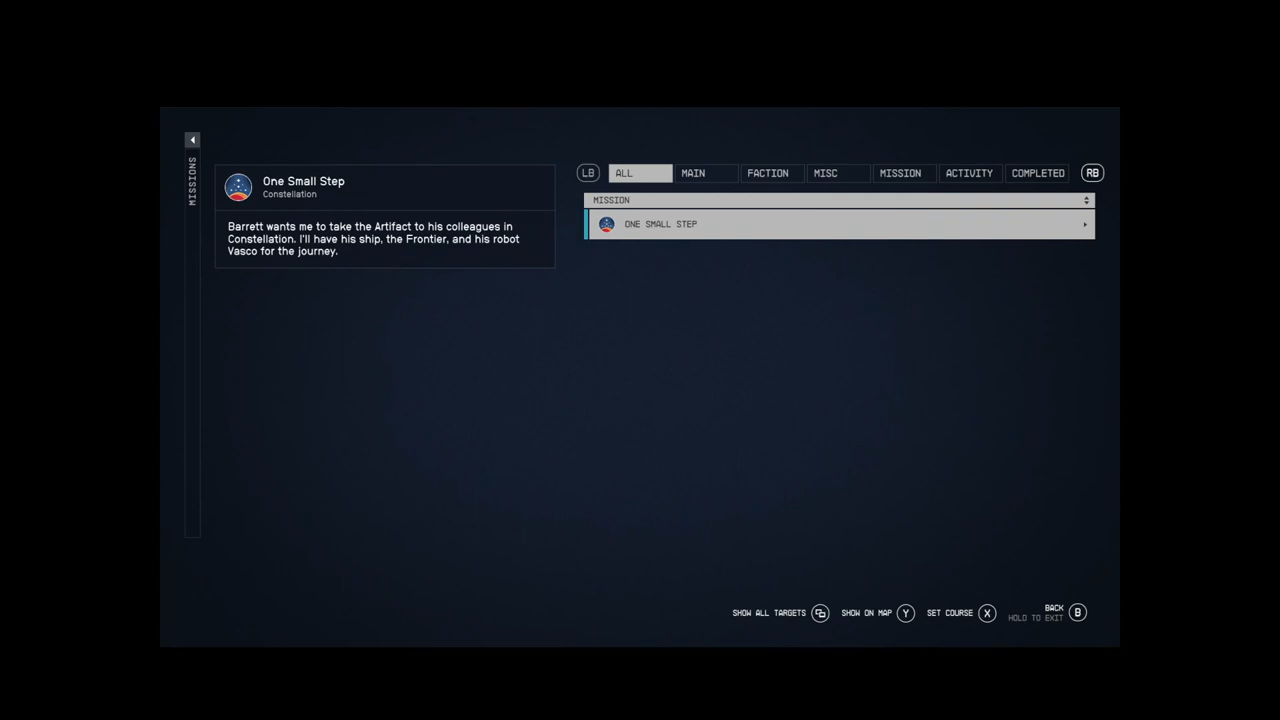 MISSIONS
One Small Step
Constellation
Barrett wants me to take the Artifact to his colleagues in
Constellation. I'll have his ship, the Frontier, and his robot
Vasco for the journey.
LB ALL MAIN FACTION MISC MISSION ACTIVITY COMPLETED RB
MISSION
ONE SMALL STEP
SHOW ALL TARGETS SHOW ON MAP Y SET COURSE X BACK B
HOLD TO EXIT